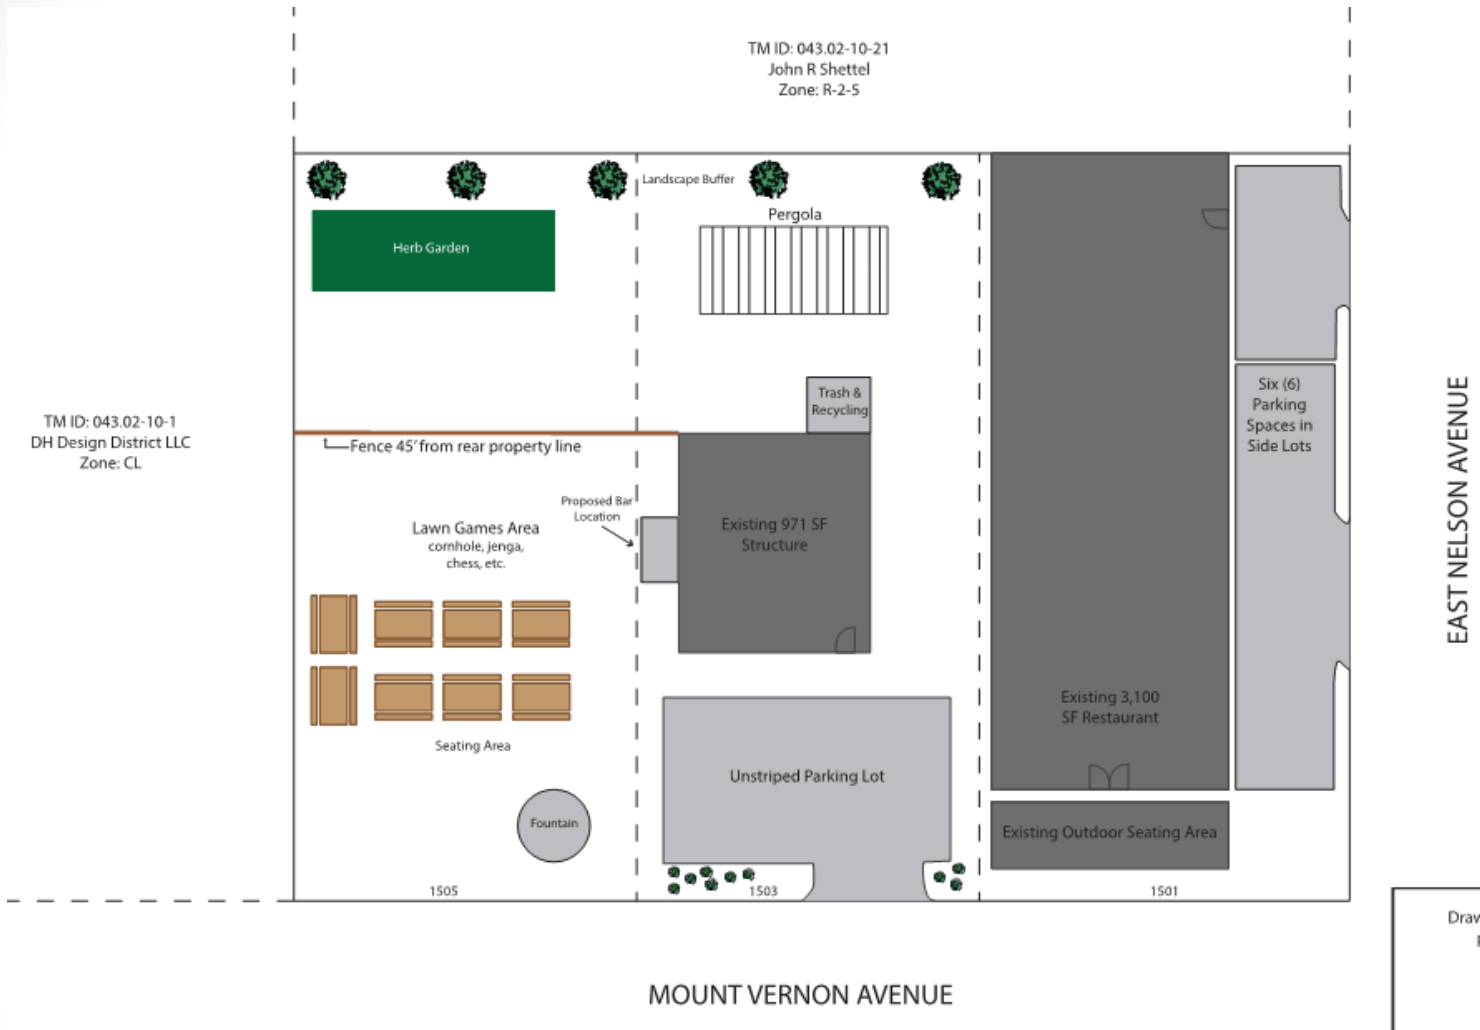 TM ID: 043.02-10-21
John R Shettel
Zone: R-2-5
Landscape Buffer
Pergola
Herb Garden
Trash &
Recycling
Six (6)
Parking
Spaces in
Side Lots
EAST NELSON AVENUE
TM ID: 043.02-10-1
DH Design District LLC
Zone: CL
Fence 45' from rear property line
Proposed Bar
Location
Lawn Games Area
cornhole, jenga,
chess, etc.
Existing 971 SF
Structure
Existing 3,100
SF Restaurant
Seating Area
Unstriped Parking Lot
Fountain
Existing Outdoor Seating Area
1505
1503
1501
MOUNT VERNON AVENUE